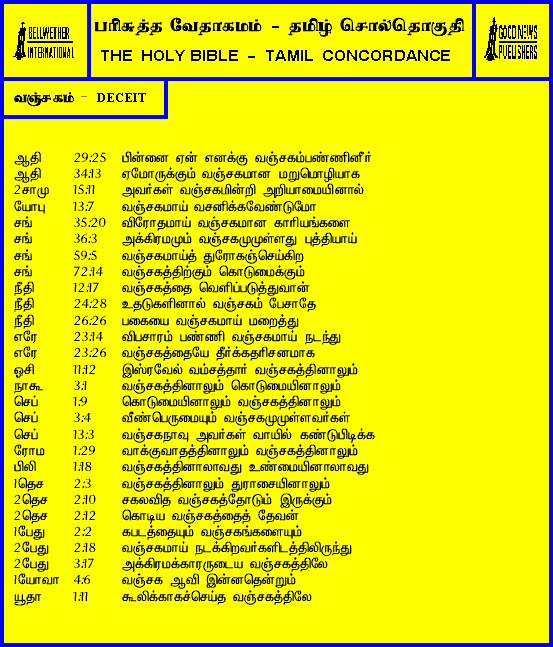 BELLWETHER
INTERNATIONAL
பரிசுத்த வேதாகமம் - தமிழ் சொல்தொகுதி
THE HOLY BIBLE - TAMIL CONCORDANCE
GOOD NEWS
PUBLISHERS
வஞ்சகம் - DECEIT
ஆதி 29:25 பின்னை ஏன் எனக்கு வஞ்சகம்பண்ணினீர்
ஆதி 34:13 ஏமோருக்கும் வஞ்சகமான மறுமொழியாக
2சாமு 15:11 அவர்கள் வஞ்சகமின்றி அறியாமையினால்
யோபு 13:7 வஞ்சகமாய் வசனிக்கவேண்டுமோ
சங் 35:20 விரோதமாய் வஞ்சகமான காரியங்களை
சங் 36:3 அக்கிரமமும் வஞ்சகமுமுள்ளது புத்தியாய்
சங் 59:5 வஞ்சகமாய்த் துரோகஞ்செய்கிற
சங் 72:14 வஞ்சகத்திற்கும் கொடுமைக்கும்
நீதி 12:17 வஞ்சகத்தை வெளிப்படுத்துவான்
நீதி 24:28 உதடுகளினால் வஞ்சகம் பேசாதே
நீதி 26:26 பகையை வஞ்சகமாய் மறைத்து
எரே 23:14 விபசாரம் பண்ணி வஞ்சகமாய் நடந்து
எரே 23:26 வஞ்சகத்தையே தீர்க்கதரிசனமாக
ஓசி 11:12 இஸ்ரவேல் வம்சத்தார் வஞ்சகத்தினாலும்
நாகூ 3:1 வஞ்சகத்தினாலும் கொடுமையினாலும்
செப் 1:9 கொடுமையினாலும் வஞ்சகத்தினாலும்
செப் 3:4 வீண்பெருமையும் வஞ்சகமுமுள்ளவர்கள்
செப் 13:3 வஞ்சகநாவு அவர்கள் வாயில் கண்டுபிடிக்க
ரோம 1:29 வாக்குவாதத்தினாலும் வஞ்சகத்தினாலும்
பிலி 1:18 வஞ்சகத்தினாலாவது உண்மையினாலாவது
1தெச 2:3 வஞ்சகத்தினாலும் துராசையினாலும்
2தெச 2:10 சகலவித வஞ்சகத்தோடும் இருக்கும்
2தெச 2:12 கொடிய வஞ்சகத்தைத் தேவன்
1பேது 2:2 கபடத்தையும் வஞ்சகங்களையும்
2பேது 2:18 வஞ்சகமாய் நடக்கிறவர்களிடத்திலிருந்து
2பேது 3:17 அக்கிரமக்காரருடைய வஞ்சகத்திலே
1யோவா 4:6 வஞ்சக ஆவி இன்னதென்றும்
யூதா 1:11 கூலிக்காகச்செய்த வஞ்சகத்திலே